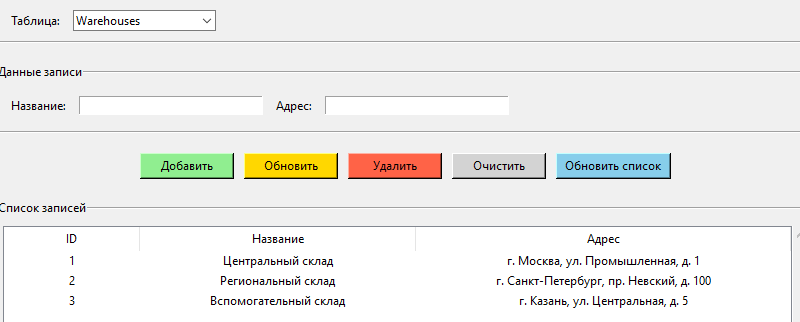 Таблица: Warehouses
Данные записи
Название: Адрес:
Добавить Обновить Удалить Очистить Обновить список
Список записей
ID Название Адрес
1 Центральный склад г. Москва, ул. Промышленная, д. 1
2 Региональный склад г. Санкт-Петербург, пр. Невский, д. 100
3 Вспомогательный склад г. Казань, ул. Центральная, д. 5